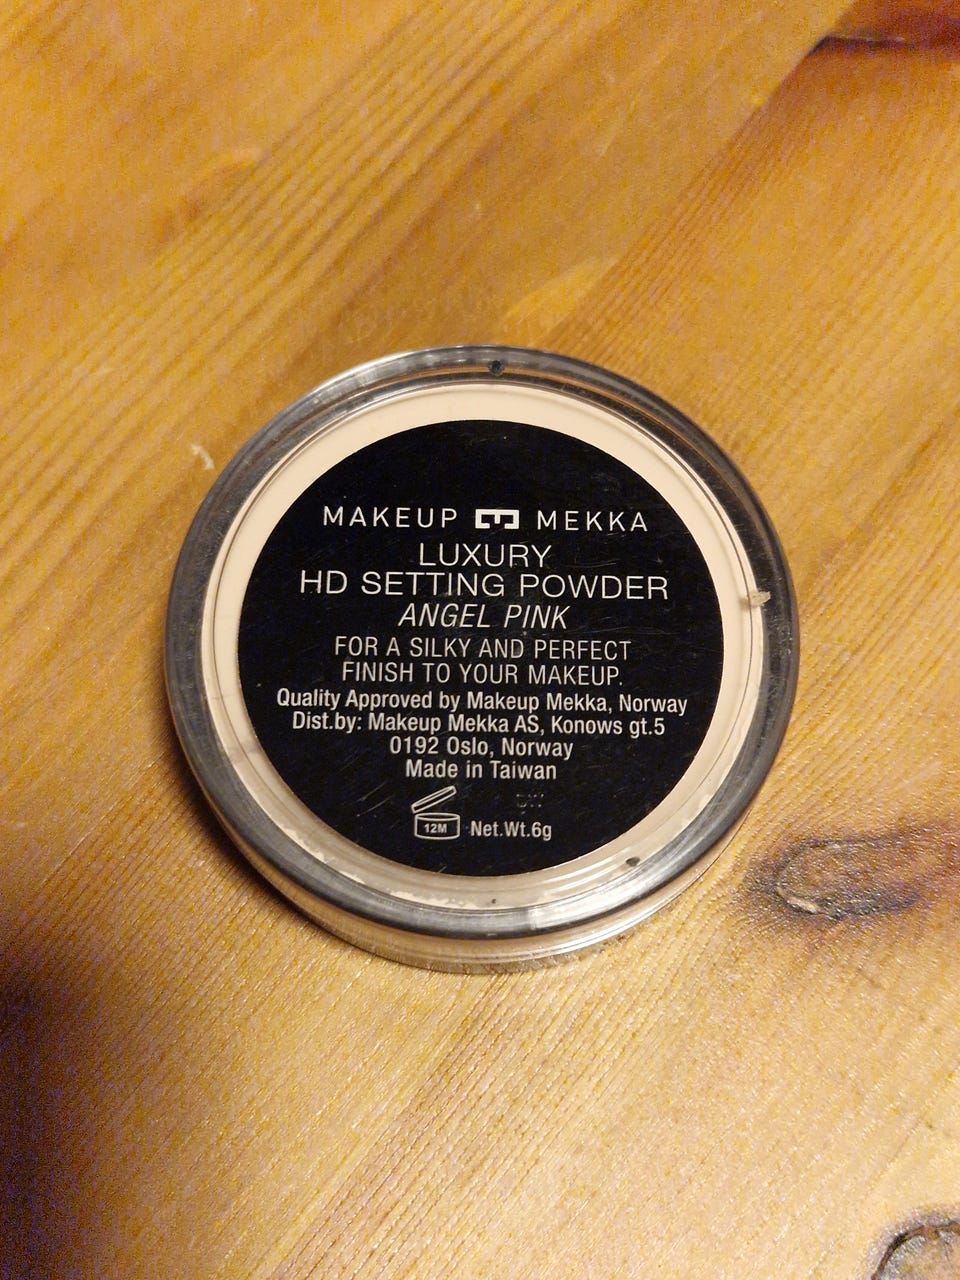 MAKEUP MEKKA
LUXURY
HD SETTING POWDER
ANGEL PINK
FOR A SILKY AND PERFECT
FINISH TO YOUR MAKEUP.
Quality Approved by Makeup Mekka, Norway
Dist.by: Makeup Mekka AS, Konows gt.5
0192 Oslo, Norway
Made in Taiwan
12M Net.Wt.6g